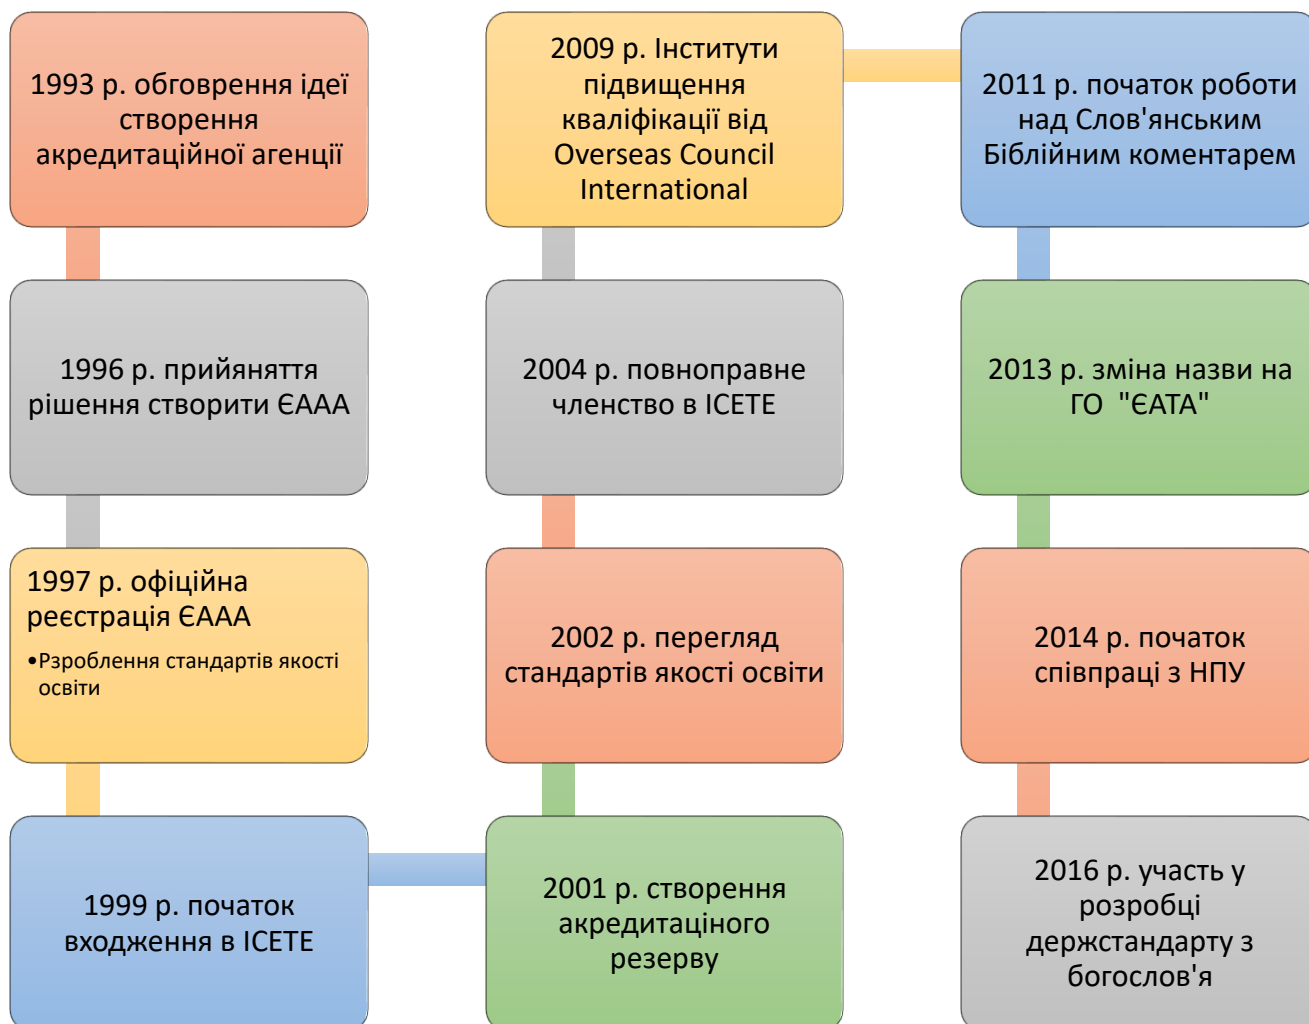 1993 р. обговрення ідеї
створення
акредитаційної агенції
1996 р. прийяняття
рішення створити ЄААА
1997 р. офіційна
реєстрація ЄААА
•Рзроблення стандартів якості
освіти
1999 р. початок
входження в ICETE
2001 р. створення
акредитаціного
резерву
2002 р. перегляд
стандартів якості освіти
2004 р. повноправне
членство в ICETE
2009 р. Інститути
підвищення
кваліфікації від
Overseas Council
International
2011 р. початок роботи
над Слов'янським
Біблійним коментарем
2013 р. зміна назви на
ГО "ЄАТА"
2014 р. початок
співпраці з НПУ
2016 р. участь у
розробці
держстандарту з
богослов'я